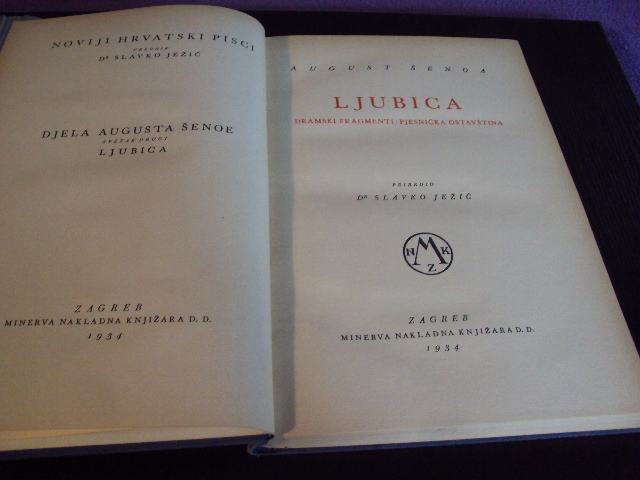 NOVIJI HRVATSKI PISCI
UREDNIK
DR SLAVKO JEŽIĆ
DJELA AUGUSTA ŠENOE
SVEZAK DRUGI
LJUBICA
ZAGREB
MINERVA NAKLADNA KNJIŽARA D. D.
1934
AUGUST ŠENOA
LJUBICA
DRAMSKI FRAGMENTI/PJESNIČKA OSTAVŠTINA
PRIREDIO
DR SLAVKO JEŽIĆ
N M K
Z
ZAGREB
MINERVA NAKLADNA KNJIŽARA D. D.
1934